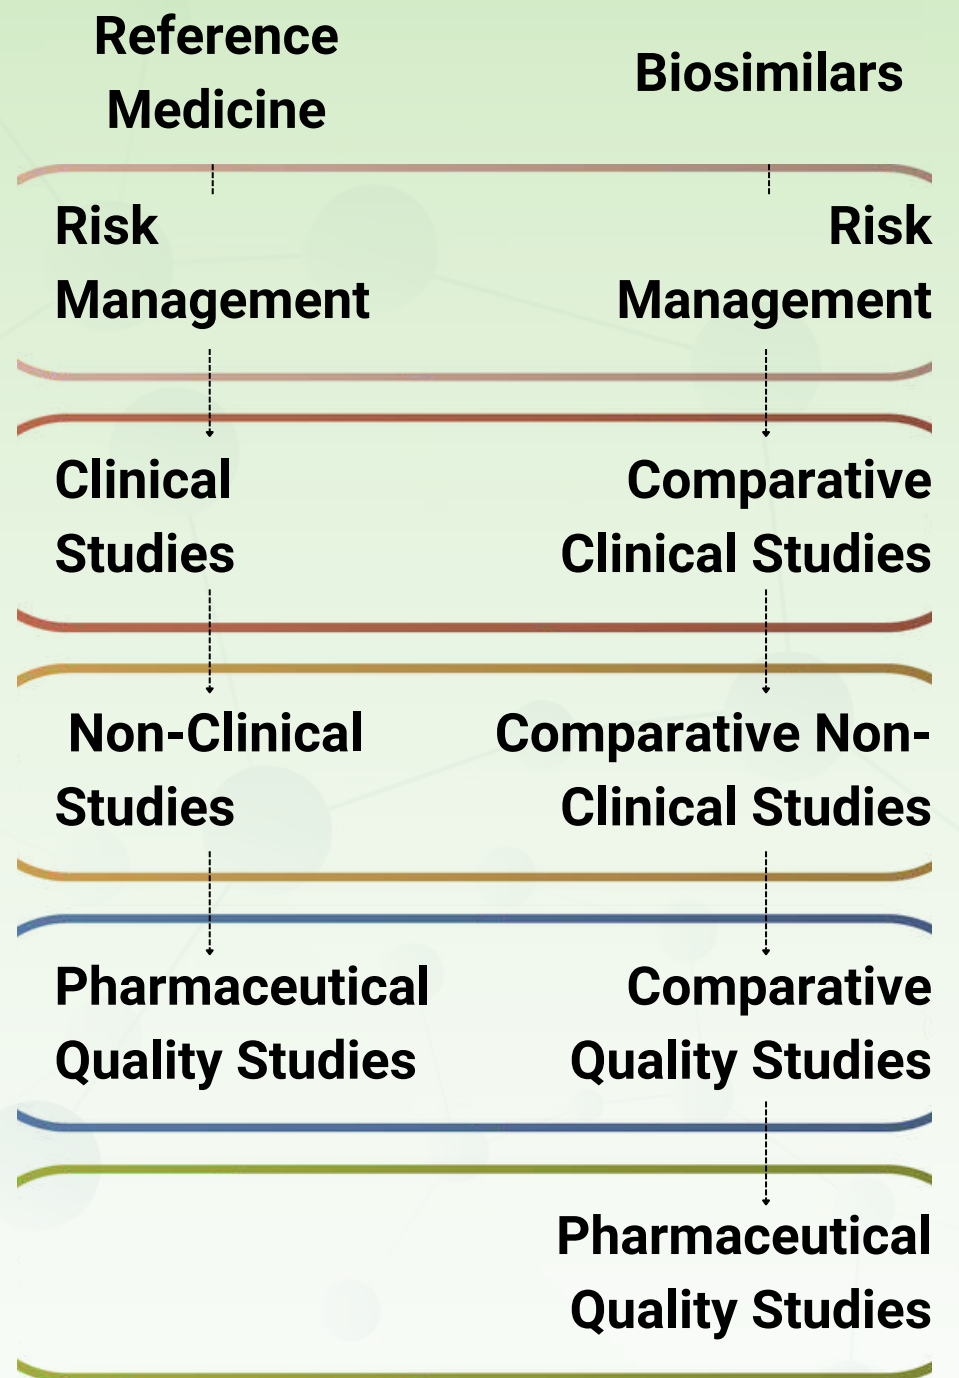 Reference
Medicine
Biosimilars
Risk
Management
Risk
Management
Clinical
Studies
Comparative
Clinical Studies
Non-Clinical
Studies
Comparative Non-
Clinical Studies
Pharmaceutical
Quality Studies
Comparative
Quality Studies
Pharmaceutical
Quality Studies